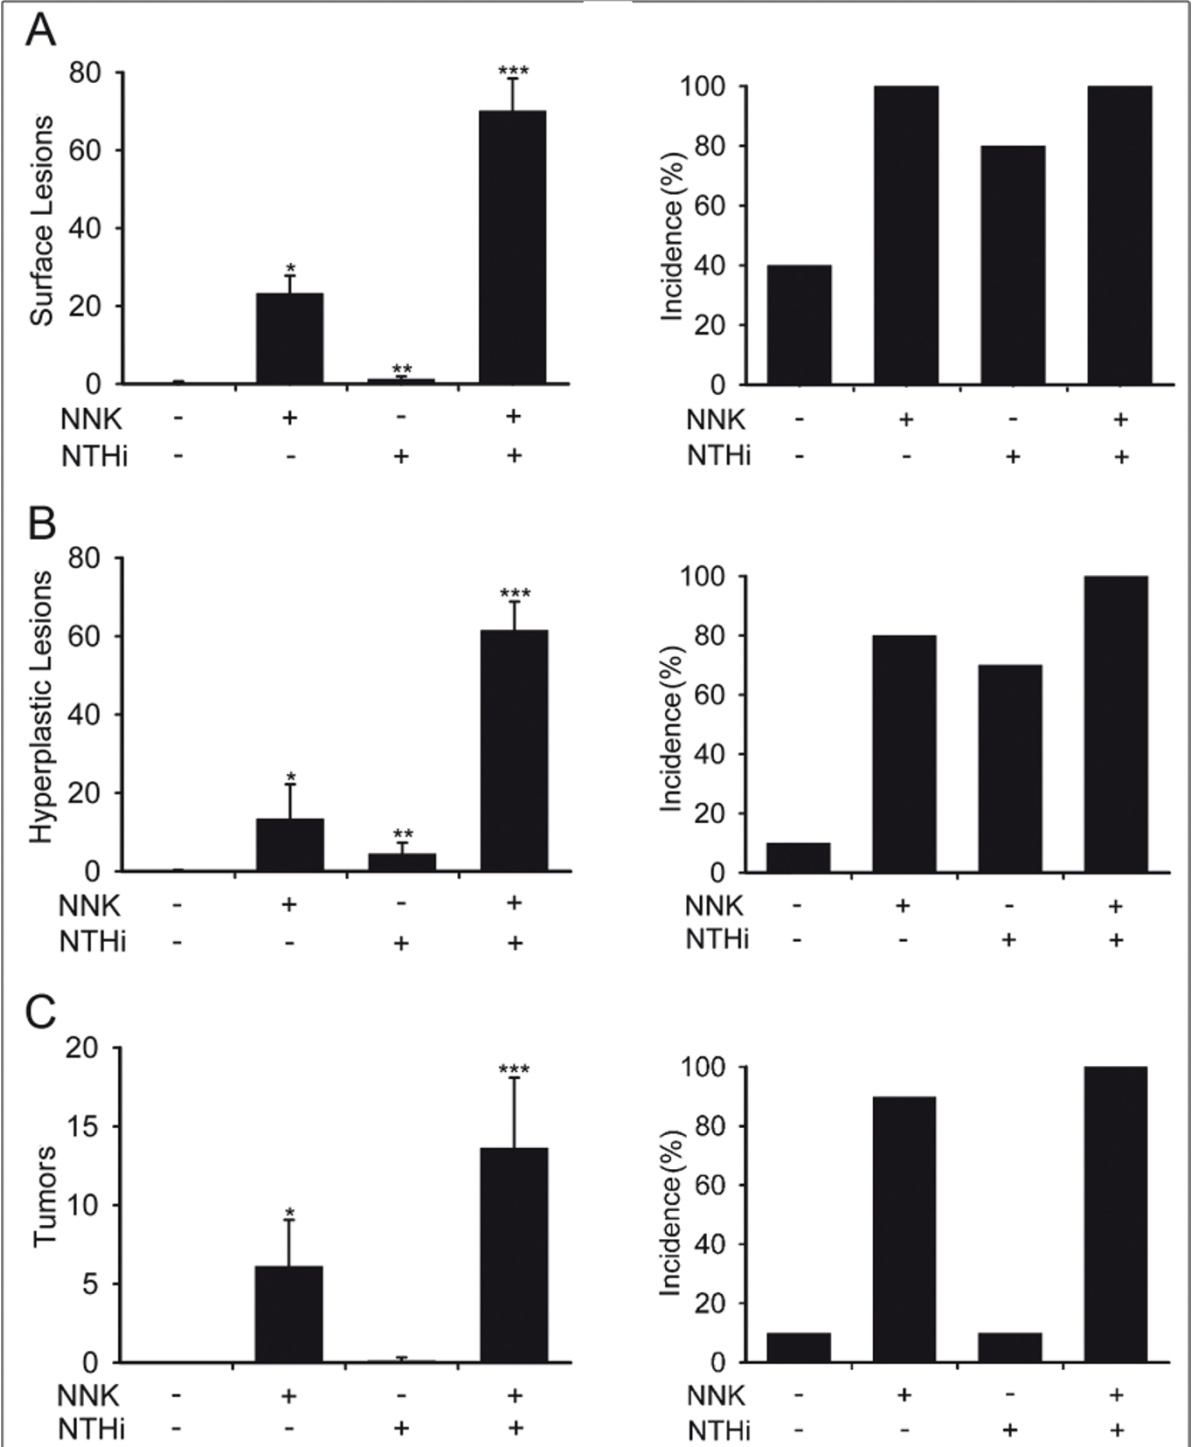 A
Surface Lesions
80
60
40
20
0
* ** ***
NNK - + - +
NTHi - - + +
Incidence (%)
100
80
60
40
20
0
NNK - + - +
NTHi - - + +
B
Hyperplastic Lesions
80
60
40
20
0
* ** ***
NNK - + - +
NTHi - - + +
Incidence (%)
100
80
60
40
20
0
NNK - + - +
NTHi - - + +
C
Tumors
20
15
10
5
0
* ***
NNK - + - +
NTHi - - + +
Incidence (%)
100
80
60
40
20
0
NNK - + - +
NTHi - - + +